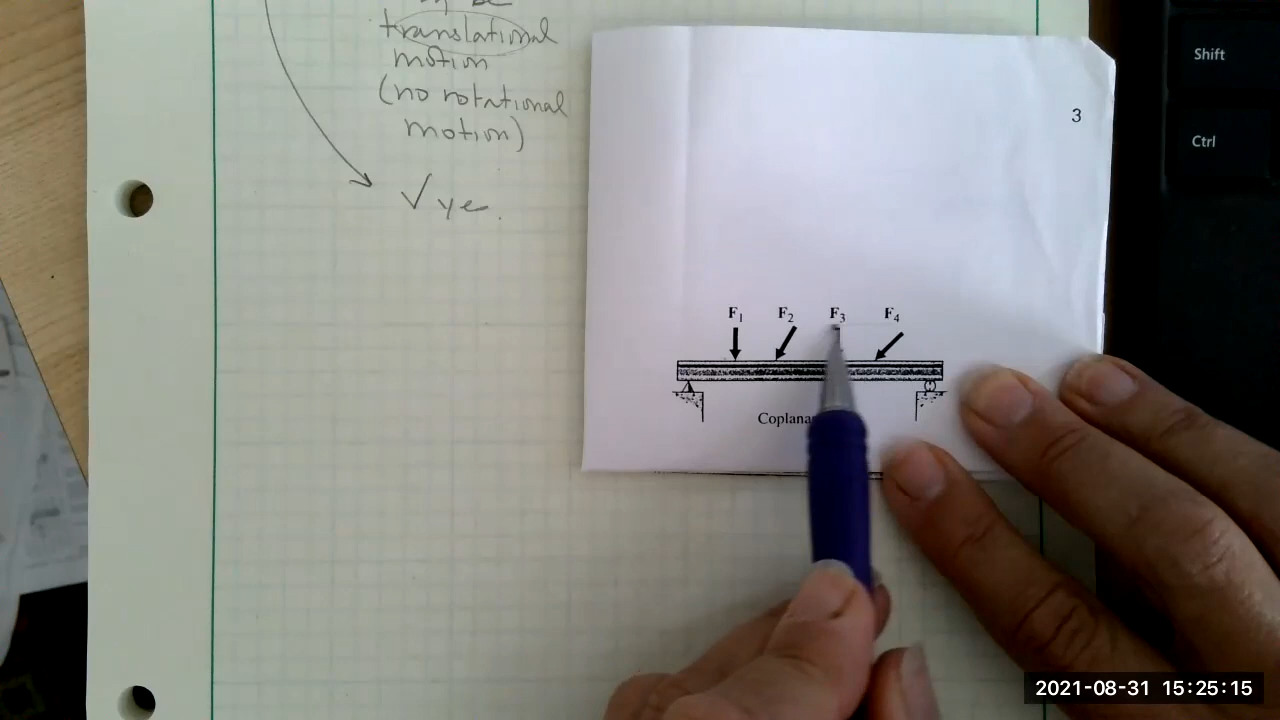 be
translational
motion
(no rotational
motion)
√ yes.
3
F1 F2 F3 F4
Shift
Ctrl
2021-08-31 15:25:15